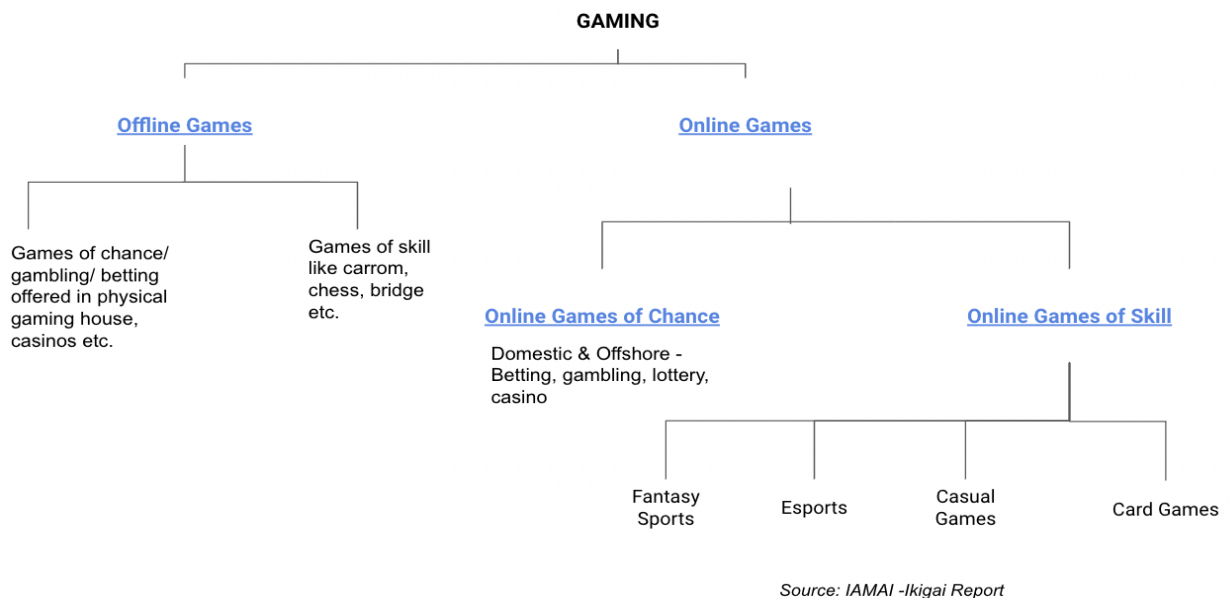 GAMING
Offline Games
Online Games
Games of chance/
gambling/ betting
offered in physical
gaming house,
casinos etc.
Games of skill
like carrom,
chess, bridge
etc.
Online Games of Chance
Domestic & Offshore -
Betting, gambling, lottery,
casino
Online Games of Skill
Fantasy
Sports
Esports
Casual
Games
Card Games
Source: IAMAI -Ikigai Report